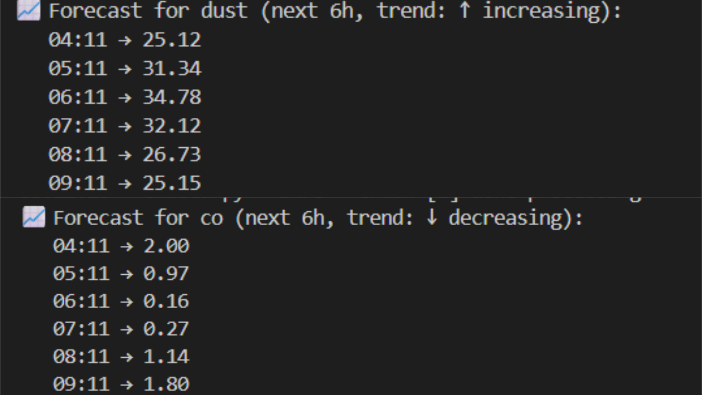 📈 Forecast for dust (next 6h, trend: ↑ increasing):
04:11 → 25.12
05:11 → 31.34
06:11 → 34.78
07:11 → 32.12
08:11 → 26.73
09:11 → 25.15
📈 Forecast for co (next 6h, trend: ↓ decreasing):
04:11 → 2.00
05:11 → 0.97
06:11 → 0.16
07:11 → 0.27
08:11 → 1.14
09:11 → 1.80